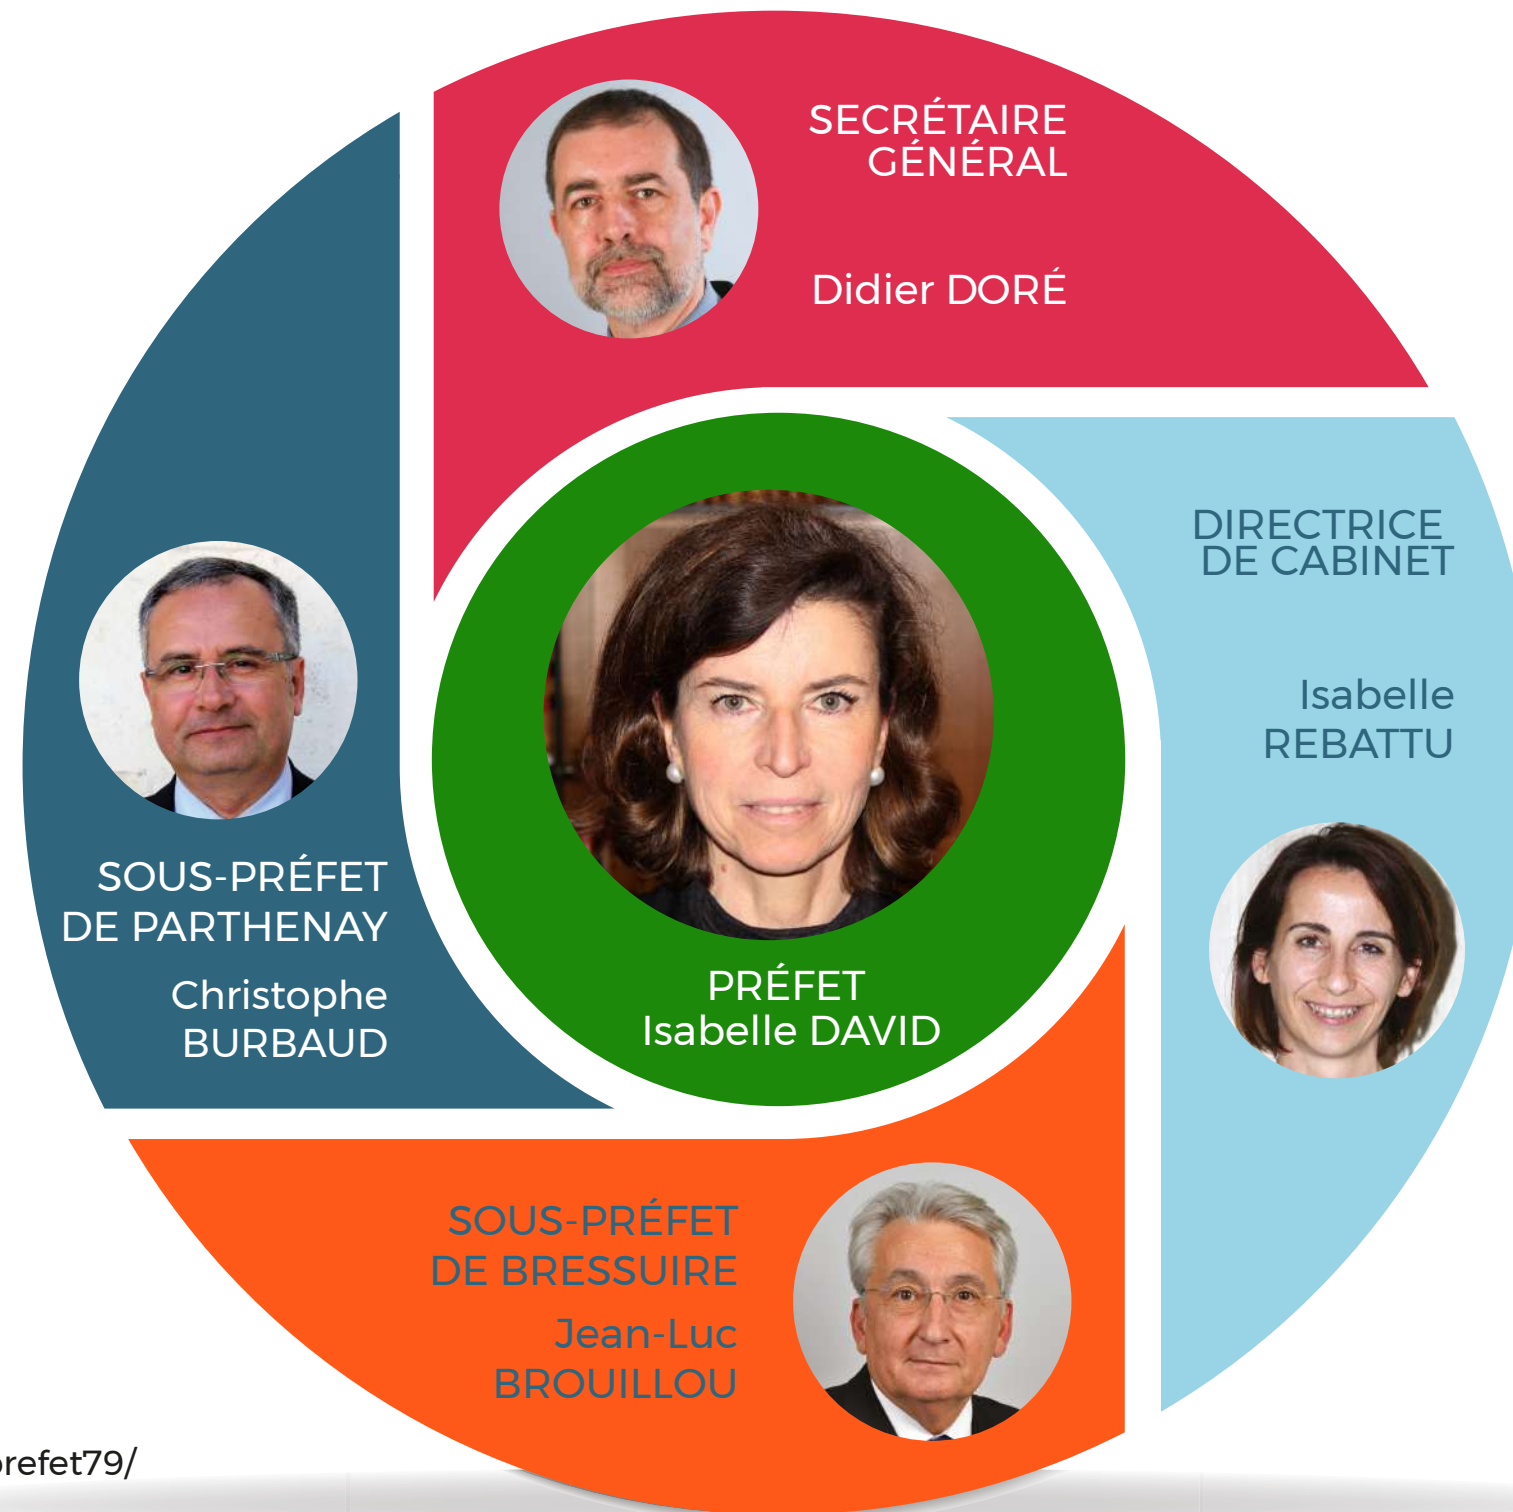 SECRÉTAIRE
GÉNÉRAL
Didier DORÉ
DIRECTRICE
DE CABINET
Isabelle
REBATTU
SOUS-PRÉFET
DE PARTHENAY
Christophe
BURBAUD
PRÉFET
Isabelle DAVID
SOUS-PRÉFET
DE BRESSUIRE
Jean-Luc
BROUILLOU
refet79/